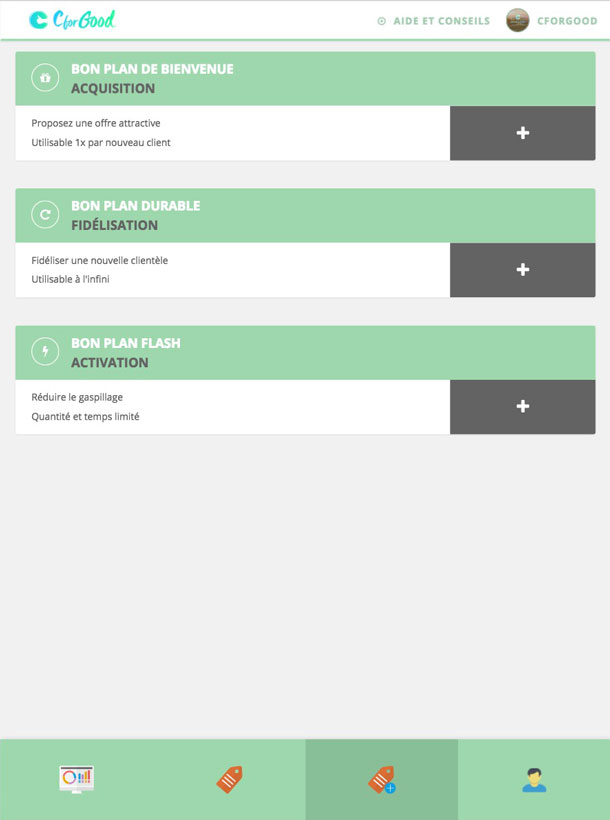 CforGood
AIDE ET CONSEILS
CFORGOOD
BON PLAN DE BIENVENUE
ACQUISITION
Proposez une offre attractive
Utilisable 1x par nouveau client
BON PLAN DURABLE
FIDÉLISATION
Fidéliser une nouvelle clientèle
Utilisable à l'infini
BON PLAN FLASH
ACTIVATION
Réduire le gaspillage
Quantité et temps limité